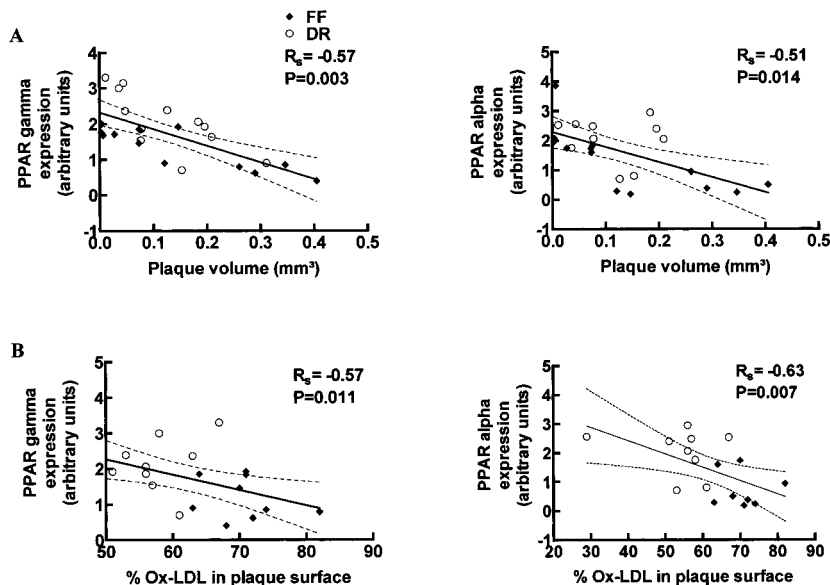 A
◆ FF
○ DR
Rs= -0.57
P=0.003
PPAR gamma
expression
(arbitrary units)
4
3
2
1
0
-1
0.0 0.1 0.2 0.3 0.4 0.5
Plaque volume (mm³)
Rs= -0.51
P=0.014
PPAR alpha
expression
(arbitrary units)
5
4
3
2
1
0
-1
0.0 0.1 0.2 0.3 0.4 0.5
Plaque volume (mm³)
B
Rs= -0.57
P=0.011
PPAR gamma
expression
(arbitrary units)
5
4
3
2
1
0
50 60 70 80 90
% Ox-LDL in plaque surface
Rs= -0.63
P=0.007
PPAR alpha
expression
(arbitrary units)
5
4
3
2
1
0
-1
20 30 40 50 60 70 80 90
% Ox-LDL in plaque surface